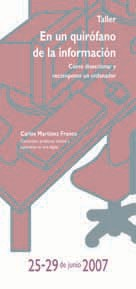 Taller
En un quirófano
de la información
Cómo diseccionar y
recomponer un ordenador
Carlos Martínez Franco
25-29 de junio 2007